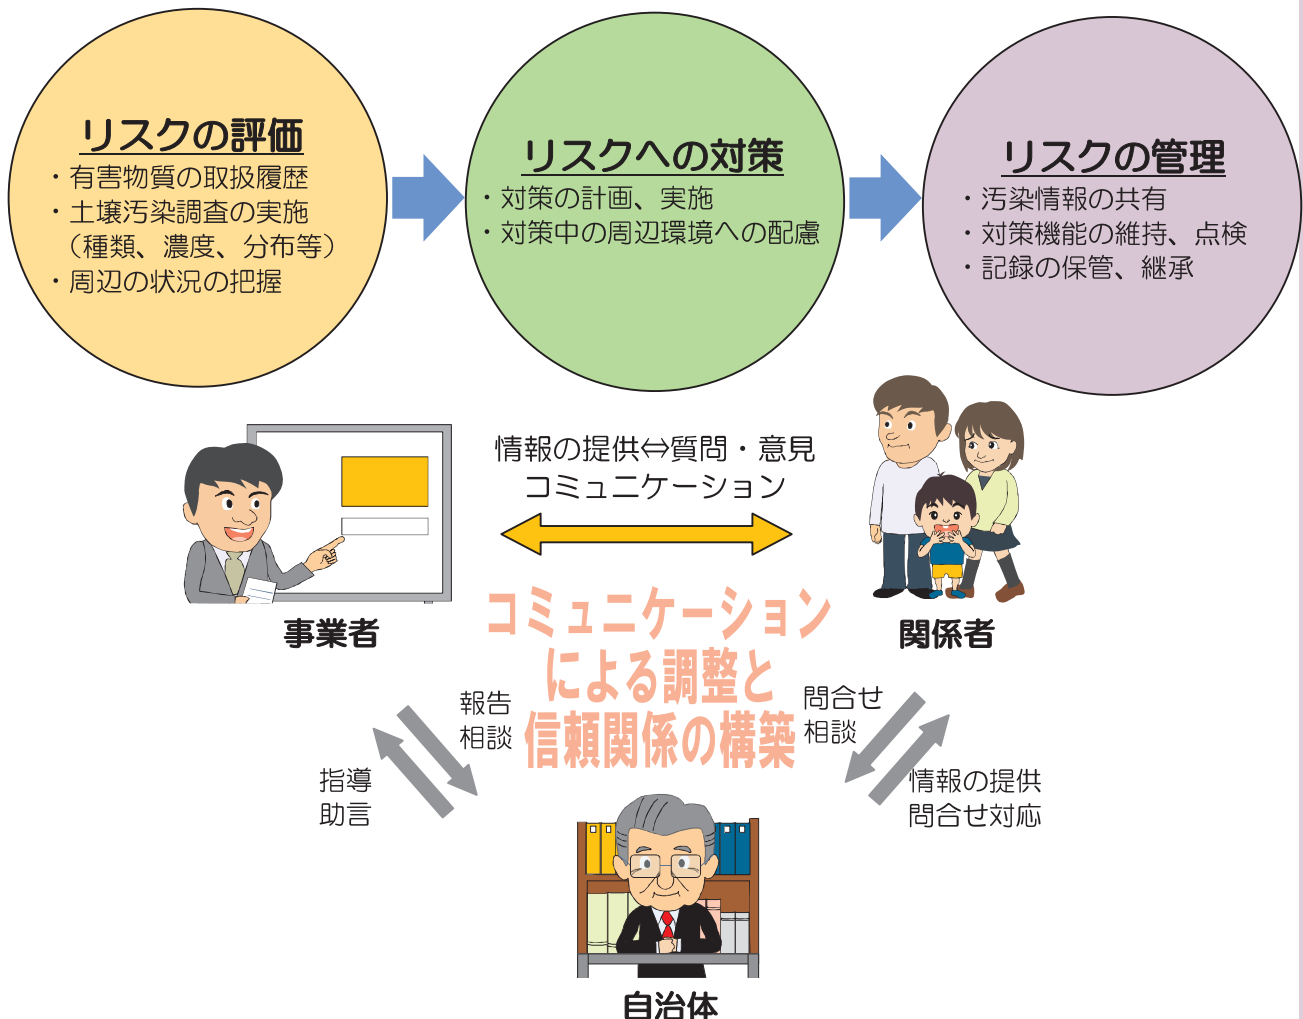 リスクの評価
・有害物質の取扱履歴
・土壌汚染調査の実施
（種類、濃度、分布等）
・周辺の状況の把握
リスクへの対策
・対策の計画、実施
・対策中の周辺環境への配慮
リスクの管理
・汚染情報の共有
・対策機能の維持、点検
・記録の保管、継承
情報の提供⇔質問・意見
コミュニケーション
事業者
関係者
コミュニケーション
による調整と
信頼関係の構築
報告
相談
指導
助言
問合せ
相談
情報の提供
問合せ対応
自治体